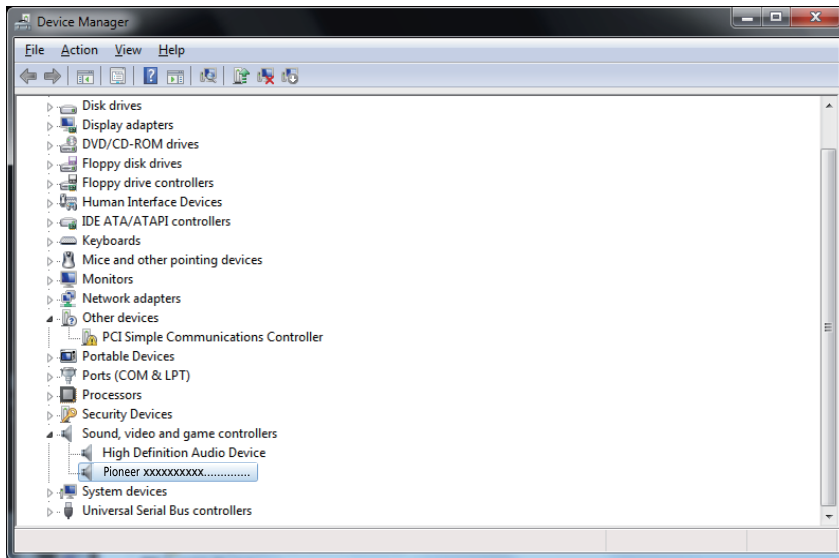 Device Manager
File Action View Help
Disk drives
Display adapters
DVD/CD-ROM drives
Floppy disk drives
Floppy drive controllers
Human Interface Devices
IDE ATA/ATAPI controllers
Keyboards
Mice and other pointing devices
Monitors
Network adapters
Other devices
PCI Simple Communications Controller
Portable Devices
Ports (COM & LPT)
Processors
Security Devices
Sound, video and game controllers
High Definition Audio Device
Pioneer xxxxxxxxxx..............
System devices
Universal Serial Bus controllers